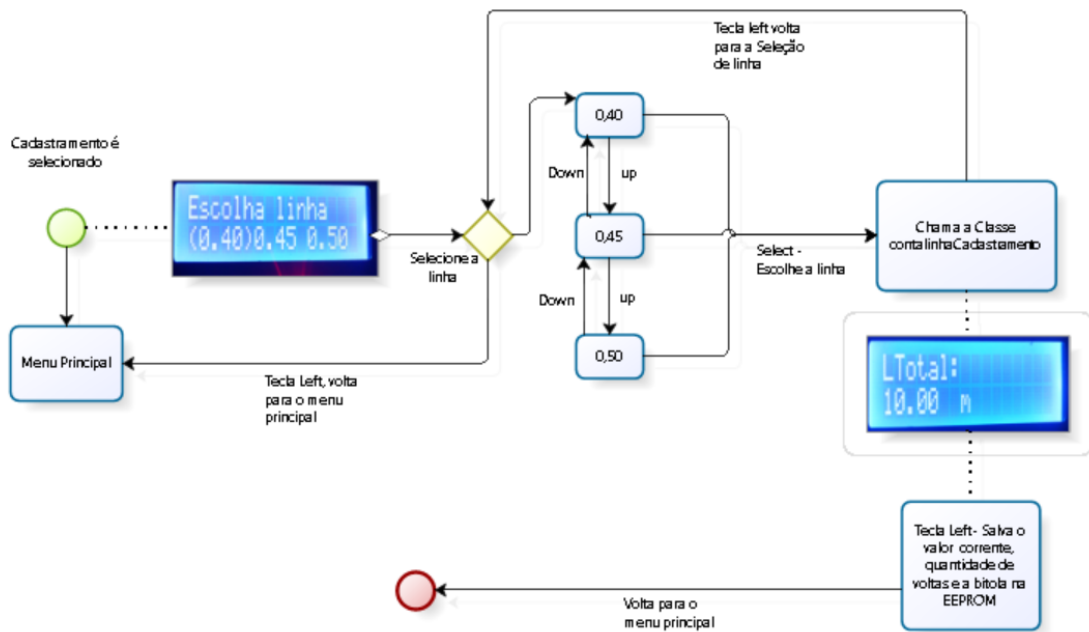 Tecla left volta
para a Seleção
de linha
0,40
Cadastramento é
selecionado
Down
up
Escolha linha
(0.40)0.45 0.50
0,45
Chama a Classe
contalinhaCadastamento
Selecione a
linha
Select -
Escolhe a linha
Down
up
Menu Principal
0,50
Tecla Left, volta
para o menu
principal
LTotal:
10.00 m
Tecla Left - Salva o
valor corrente,
quantidade de
voltas e a bitola na
EEPROM
Volta para o
menu principal